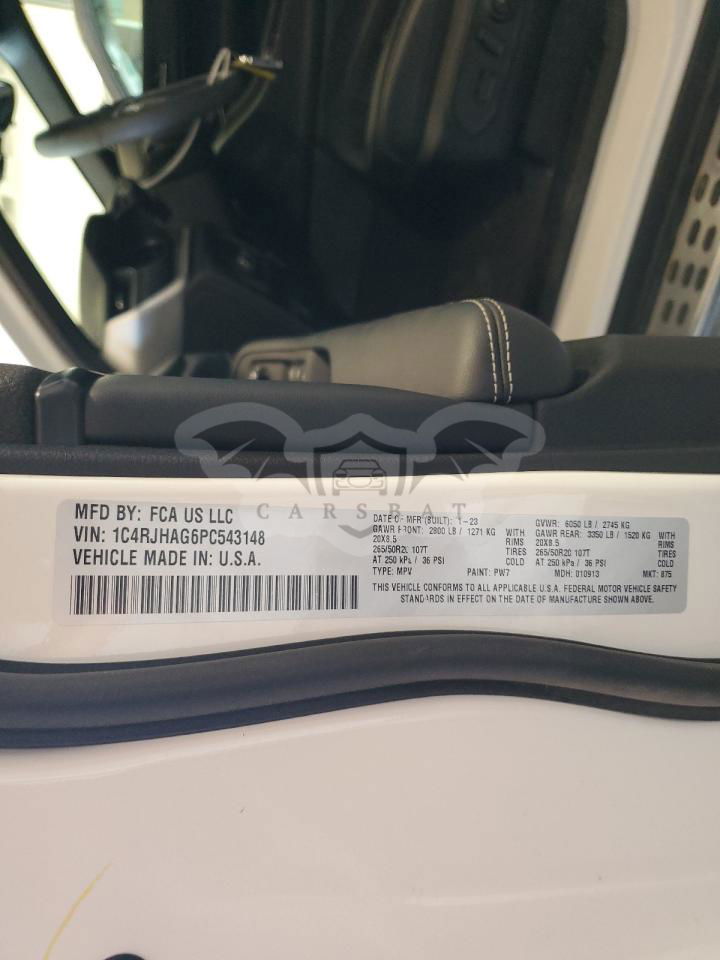 MFD BY: FCA US LLC
VIN: 1C4RJHAG6PC543148
VEHICLE MADE IN U.S.A.
DATE OF MFR (BUILT): 1-23
GAWR FRONT: 2800 LB / 1271 KG WITH
20X8.5 RIMS
265/50R20 107T TIRES
AT 250 kPa / 36 PSI COLD
TYPE: MPV PAINT: PW7
GVWR: 6050 LB / 2745 KG
GAWR REAR: 3350 LB / 1520 KG WITH
20X8.5 RIMS
265/50R20 107T TIRES
AT 250 kPa / 36 PSI COLD
MDH: 010913 MKT: 875
THIS VEHICLE CONFORMS TO ALL APPLICABLE U.S.A. FEDERAL MOTOR VEHICLE SAFETY
STANDARDS IN EFFECT ON THE DATE OF MANUFACTURE SHOWN ABOVE.
CARSBAT